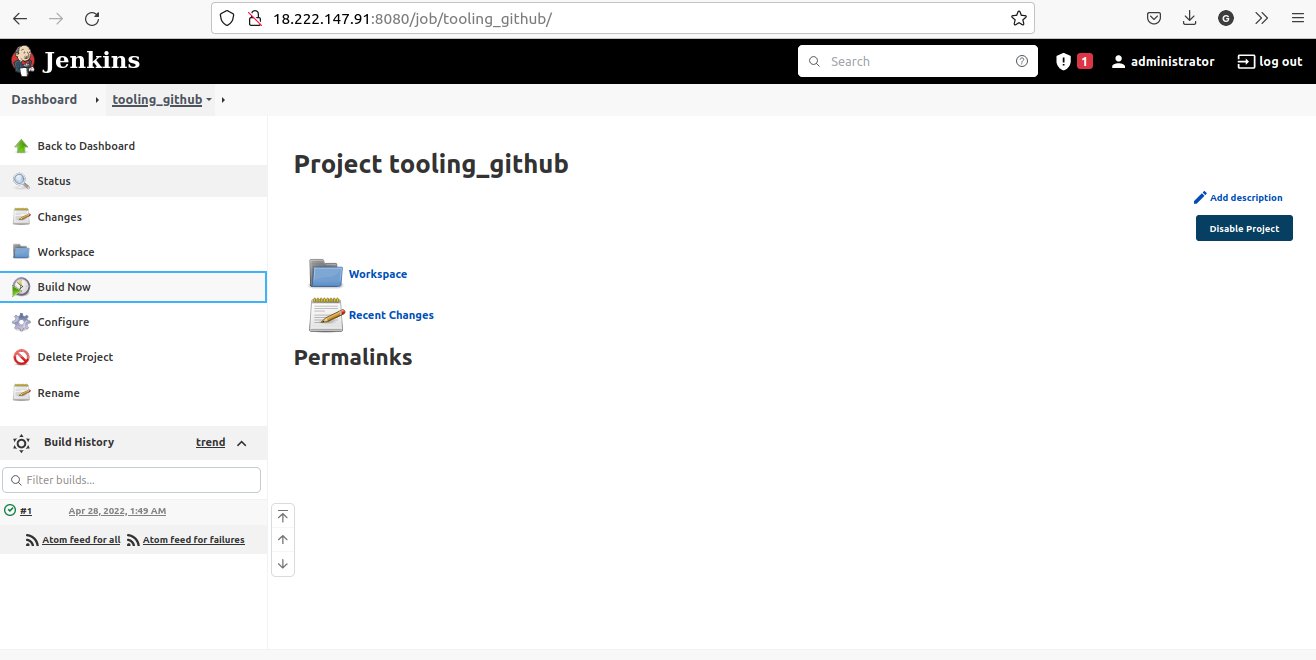 18.222.147.91:8080/job/tooling_github/
G
Jenkins
Search
1
administrator
log out
Dashboard
tooling_github
Back to Dashboard
Status
Changes
Workspace
Build Now
Configure
Delete Project
Rename
Build History
trend
Filter builds...
#1
Apr 28, 2022, 1:49 AM
Atom feed for all
Atom feed for failures
Project tooling_github
Add description
Disable Project
Workspace
Recent Changes
Permalinks